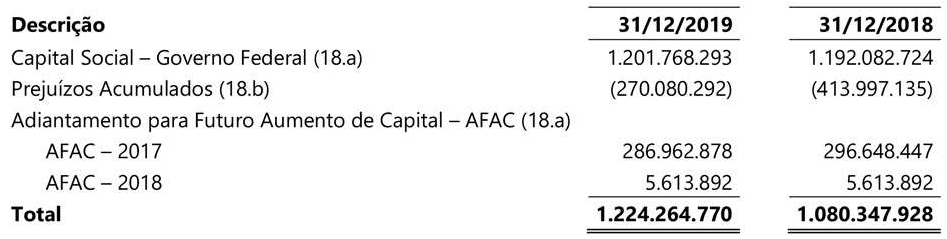 Descrição 31/12/2019 31/12/2018
Capital Social – Governo Federal (18.a) 1.201.768.293 1.192.082.724
Prejuízos Acumulados (18.b) (270.080.292) (413.997.135)
Adiantamento para Futuro Aumento de Capital – AFAC (18.a)
AFAC – 2017 286.962.878 296.648.447
AFAC – 2018 5.613.892 5.613.892
Total 1.224.264.770 1.080.347.928